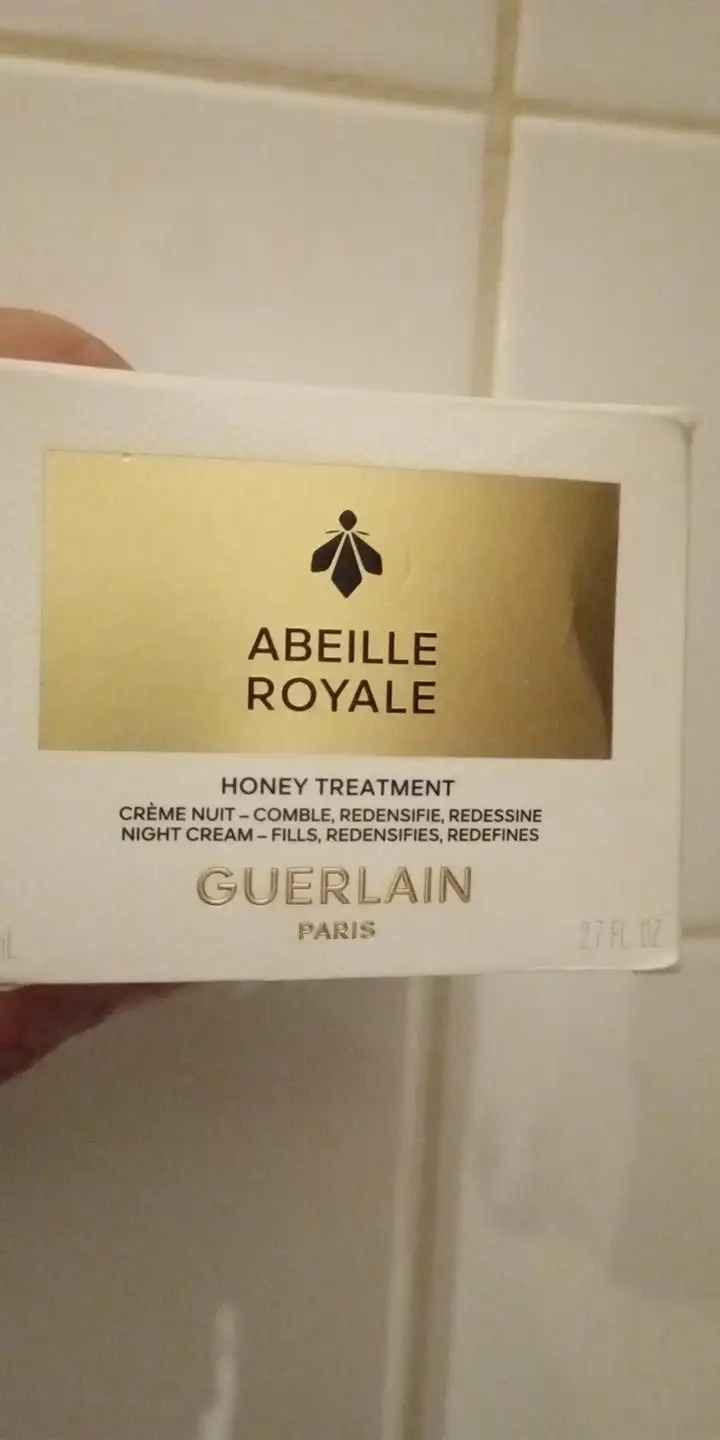 ABEILLE
ROYALE
HONEY TREATMENT
CRÈME NUIT – COMBLE, REDENSIFIE, REDESSINE
NIGHT CREAM – FILLS, REDENSIFIES, REDEFINES
GUERLAIN
PARIS
2.7 FL. OZ